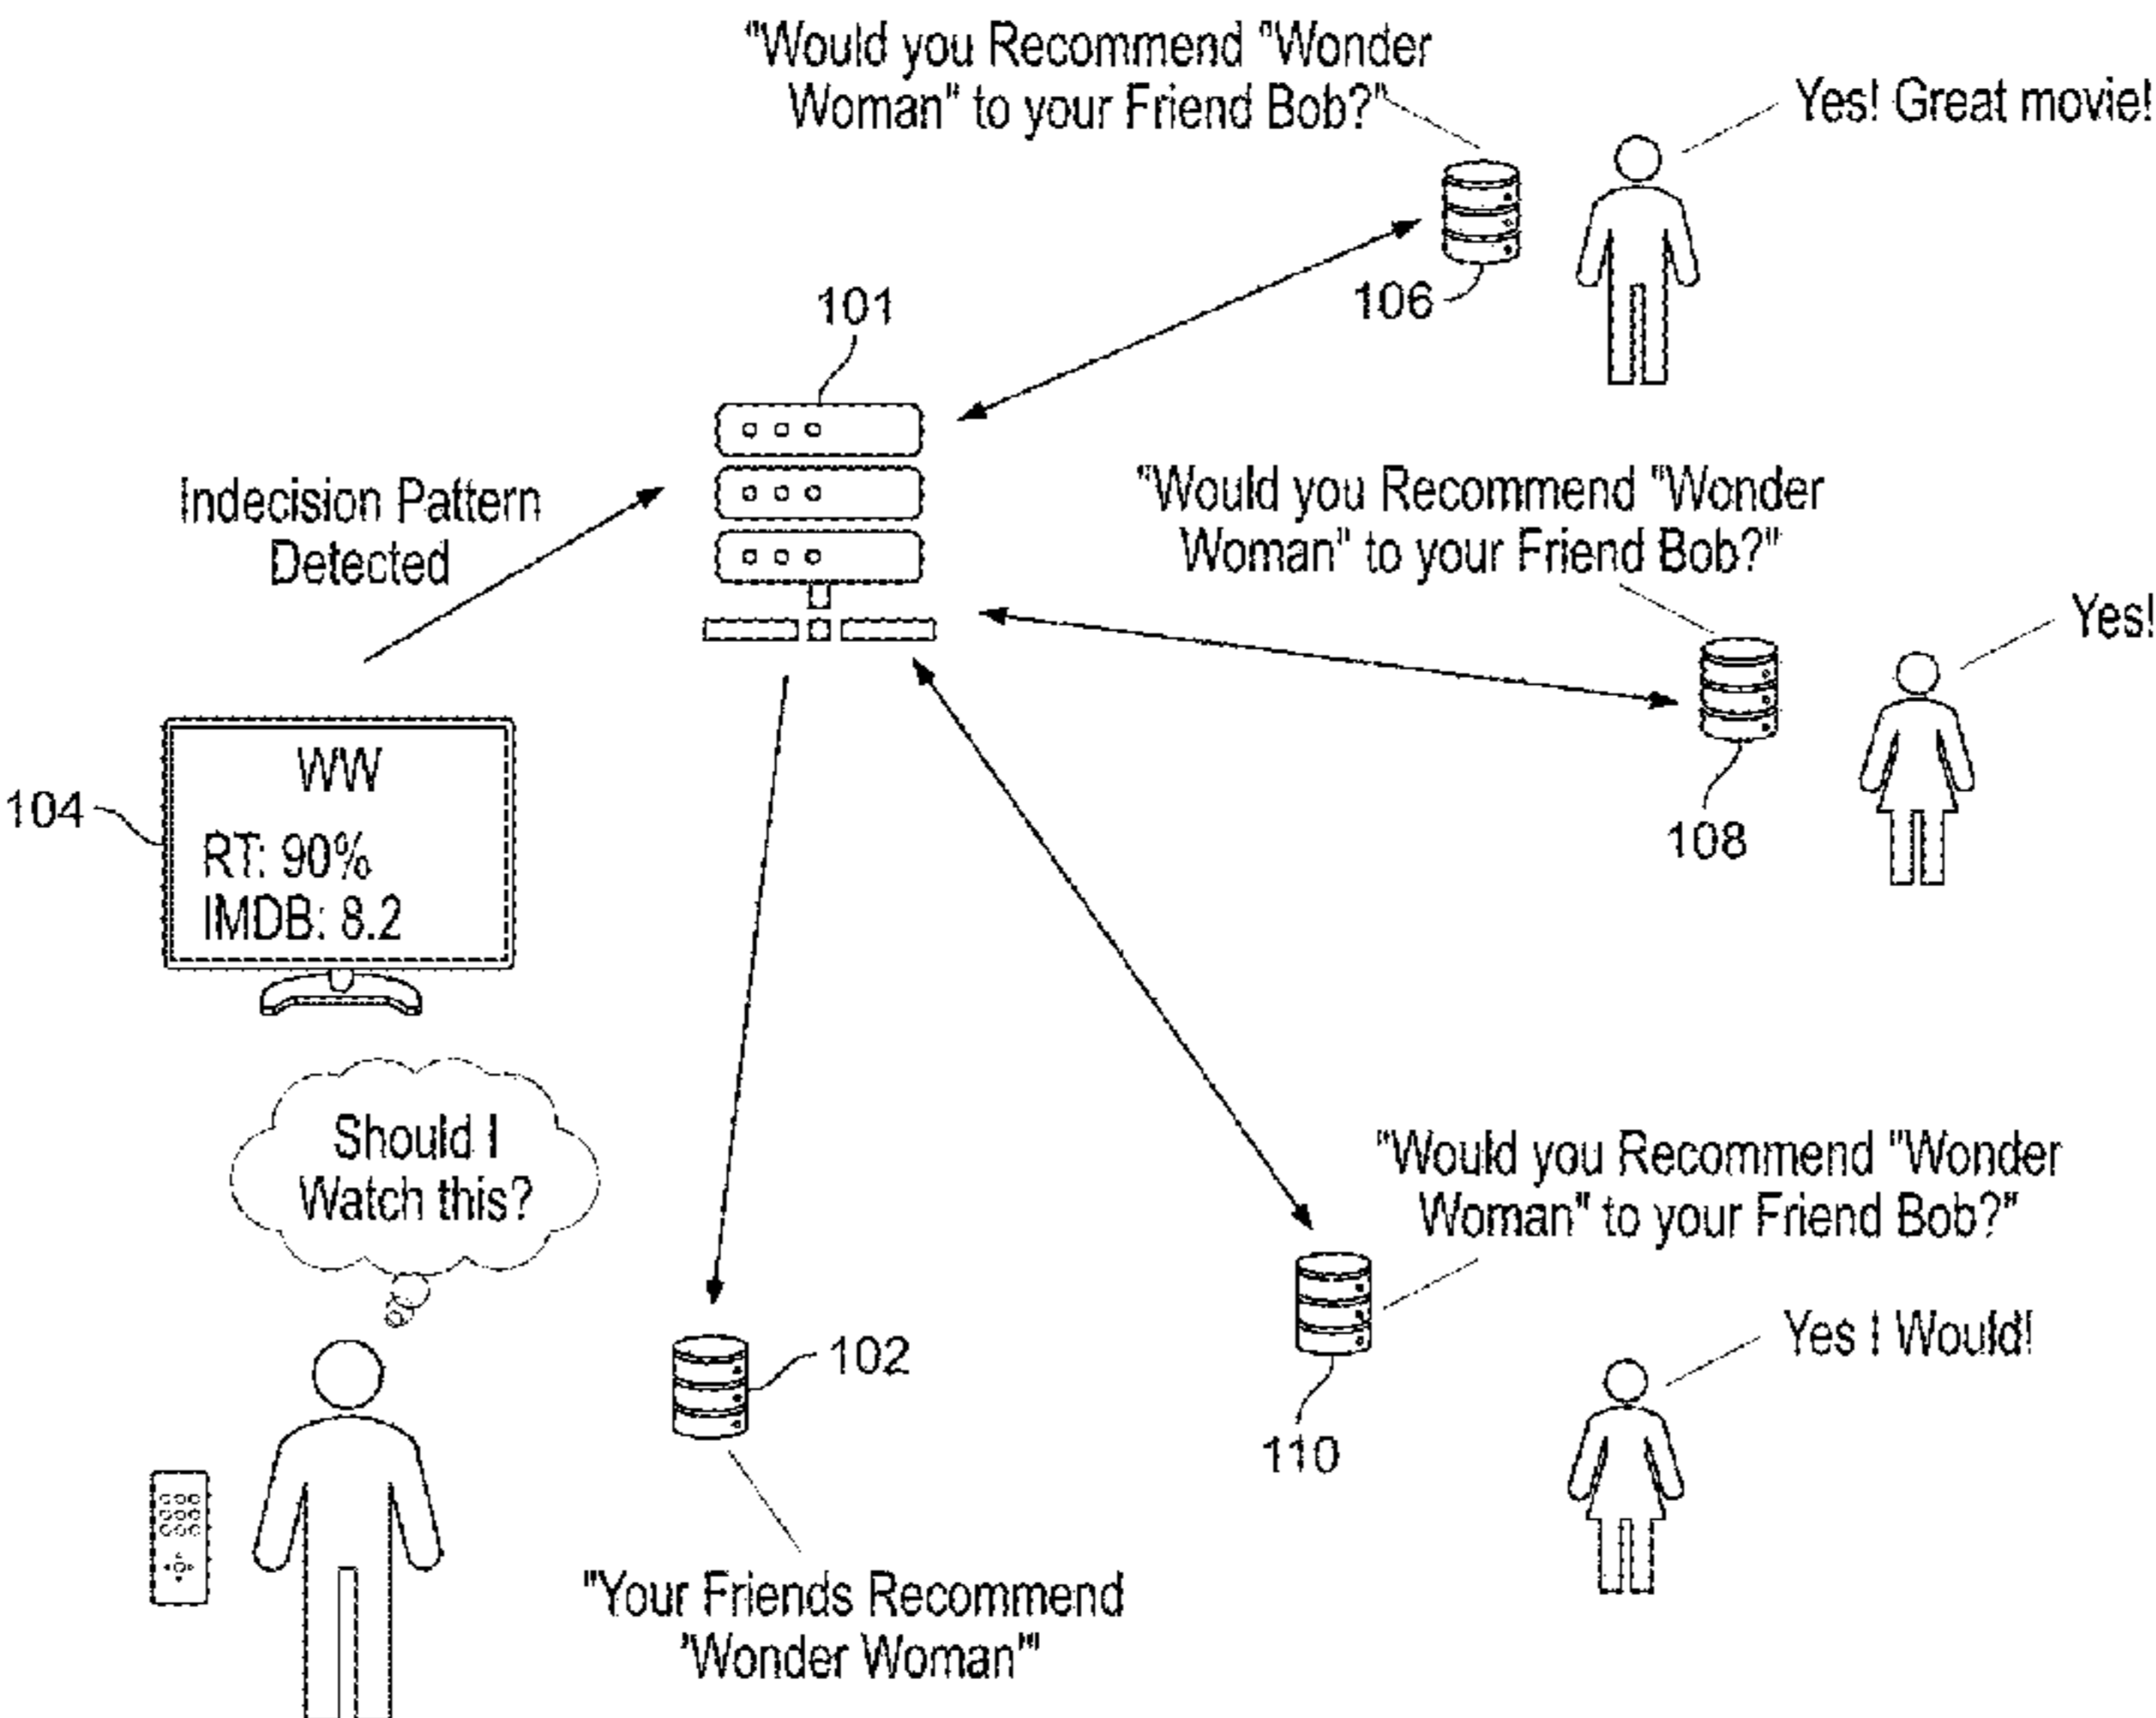 "Would you Recommend "Wonder
Woman" to your Friend Bob?"
Yes! Great movie!
106
101
Indecision Pattern
Detected
"Would you Recommend "Wonder
Woman" to your Friend Bob?"
Yes!
108
WW
104
RT: 90%
IMDB: 8.2
Should I
Watch this?
"Would you Recommend "Wonder
Woman" to your Friend Bob?"
Yes I Would!
102
110
"Your Friends Recommend
'Wonder Woman'"